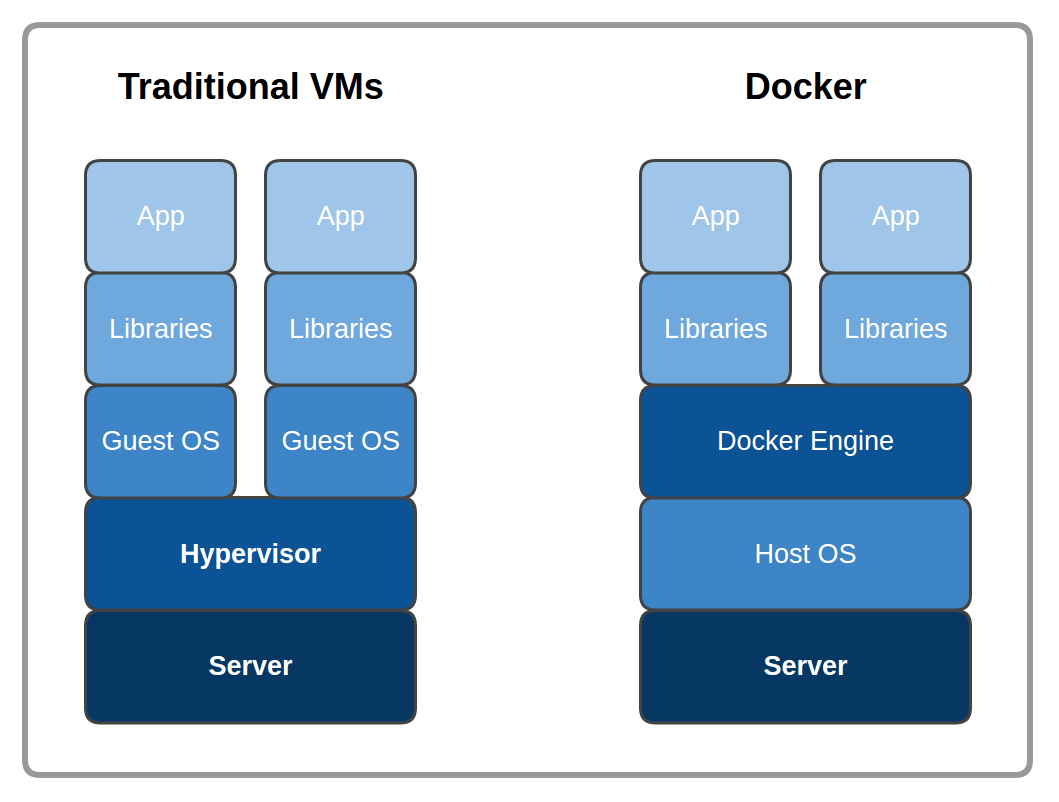 Traditional VMs
App
App
Libraries
Libraries
Guest OS
Guest OS
Hypervisor
Server
Docker
App
App
Libraries
Libraries
Docker Engine
Host OS
Server